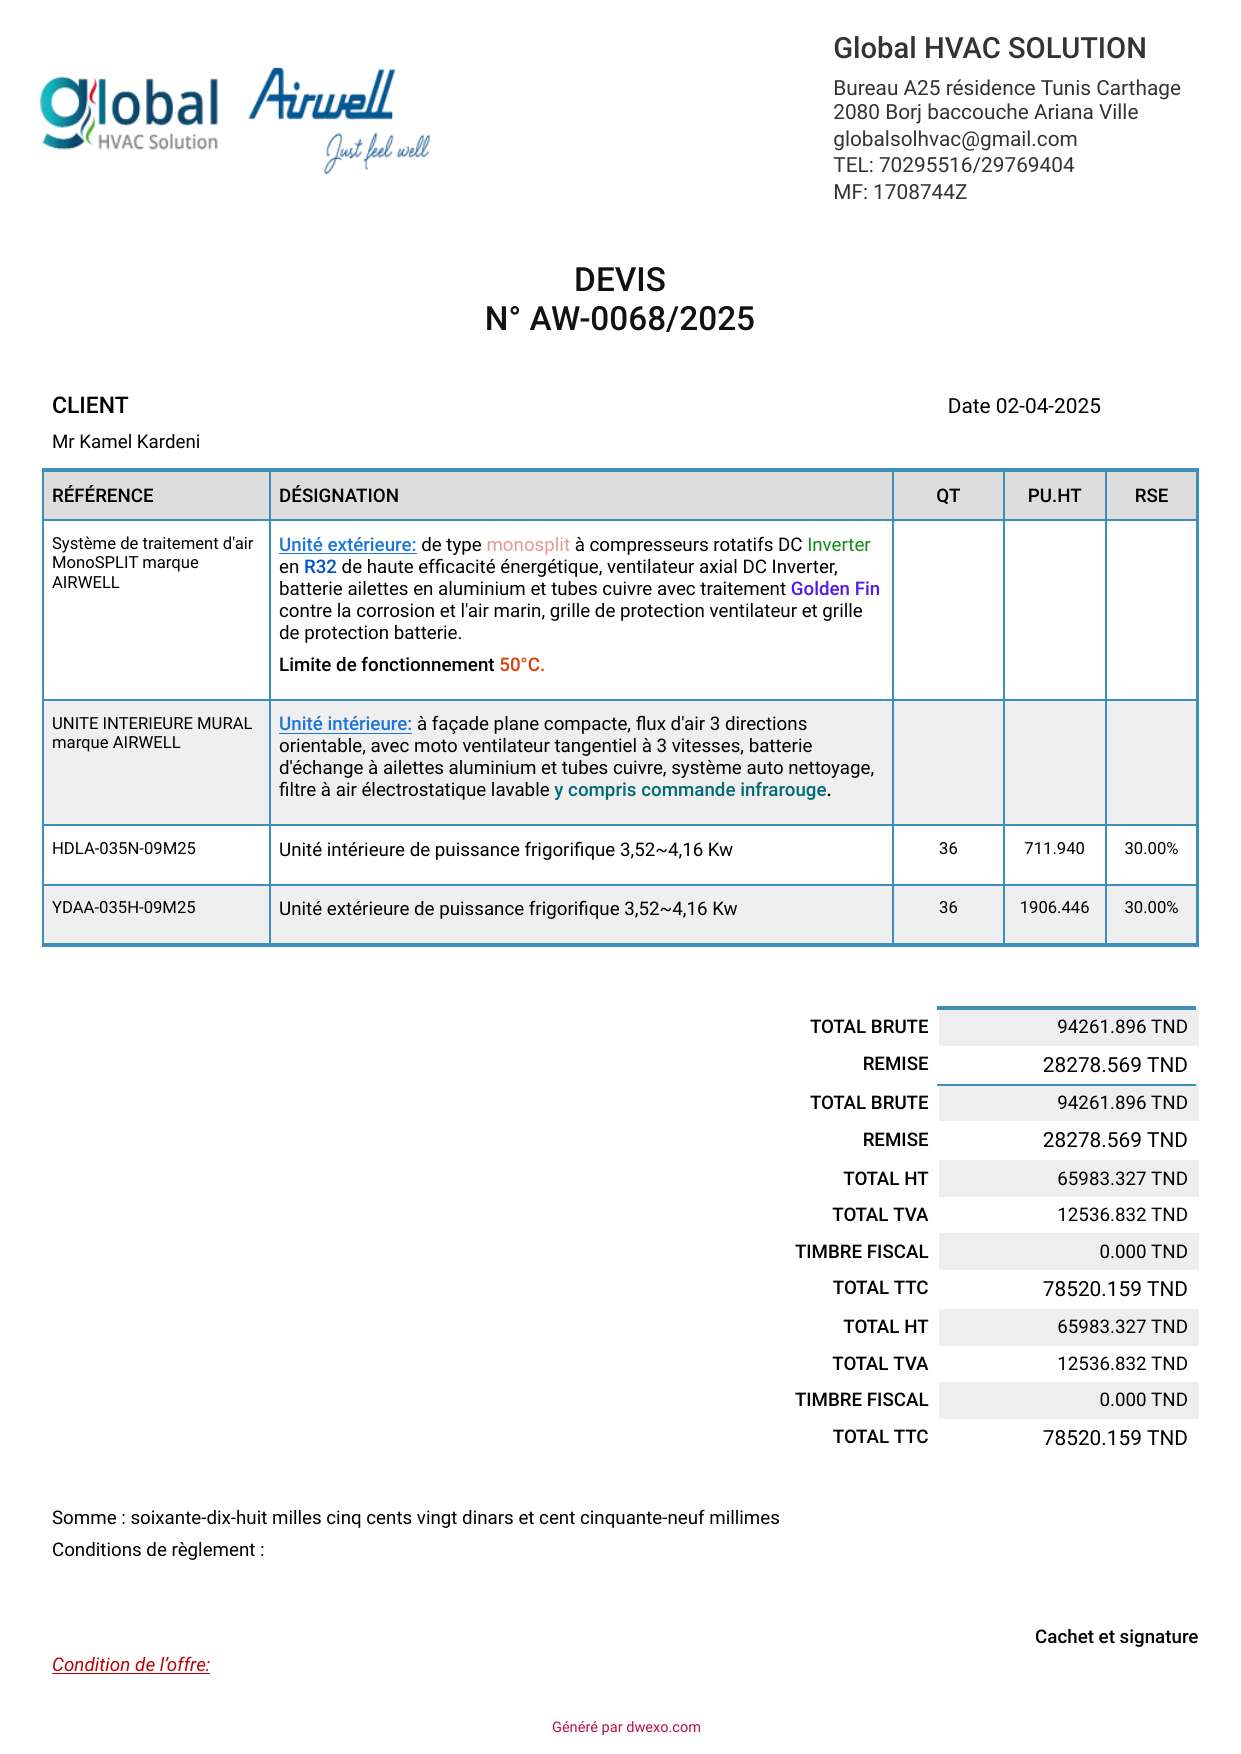 global
HVAC Solution
Airwell
Just feel well
Global HVAC SOLUTION
Bureau A25 résidence Tunis Carthage
2080 Borj baccouche Ariana Ville
globalsolhvac@gmail.com
TEL: 70295516/29769404
MF: 1708744Z
DEVIS
N° AW-0068/2025
CLIENT
Date 02-04-2025
Mr Kamel Kardeni
RÉFÉRENCE DÉSIGNATION QT PU.HT RSE
Système de traitement d'air
MonoSPLIT marque
AIRWELL
Unité extérieure: de type monosplit à compresseurs rotatifs DC Inverter
en R32 de haute efficacité énergétique, ventilateur axial DC Inverter,
batterie ailettes en aluminium et tubes cuivre avec traitement Golden Fin
contre la corrosion et l'air marin, grille de protection ventilateur et grille
de protection batterie.
Limite de fonctionnement 50°C.
UNITE INTERIEURE MURAL
marque AIRWELL
Unité intérieure: à façade plane compacte, flux d'air 3 directions
orientable, avec moto ventilateur tangentiel à 3 vitesses, batterie
d'échange à ailettes aluminium et tubes cuivre, système auto nettoyage,
filtre à air électrostatique lavable y compris commande infrarouge.
HDLA-035N-09M25 Unité intérieure de puissance frigorifique 3,52~4,16 Kw 36 711.940 30.00%
YDAA-035H-09M25 Unité extérieure de puissance frigorifique 3,52~4,16 Kw 36 1906.446 30.00%
TOTAL BRUTE 94261.896 TND
REMISE 28278.569 TND
TOTAL BRUTE 94261.896 TND
REMISE 28278.569 TND
TOTAL HT 65983.327 TND
TOTAL TVA 12536.832 TND
TIMBRE FISCAL 0.000 TND
TOTAL TTC 78520.159 TND
TOTAL HT 65983.327 TND
TOTAL TVA 12536.832 TND
TIMBRE FISCAL 0.000 TND
TOTAL TTC 78520.159 TND
Somme : soixante-dix-huit milles cinq cents vingt dinars et cent cinquante-neuf millimes
Conditions de règlement :
Cachet et signature
Condition de l’offre:
Généré par dwexo.com